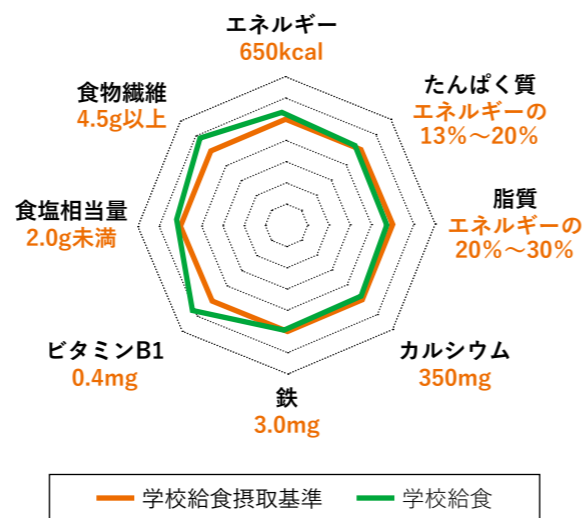 エネルギー
650kcal
たんぱく質
エネルギーの
13%～20%
脂質
エネルギーの
20%～30%
カルシウム
350mg
鉄
3.0mg
ビタミンB1
0.4mg
食塩相当量
2.0g未満
食物繊維
4.5g以上
学校給食摂取基準
学校給食